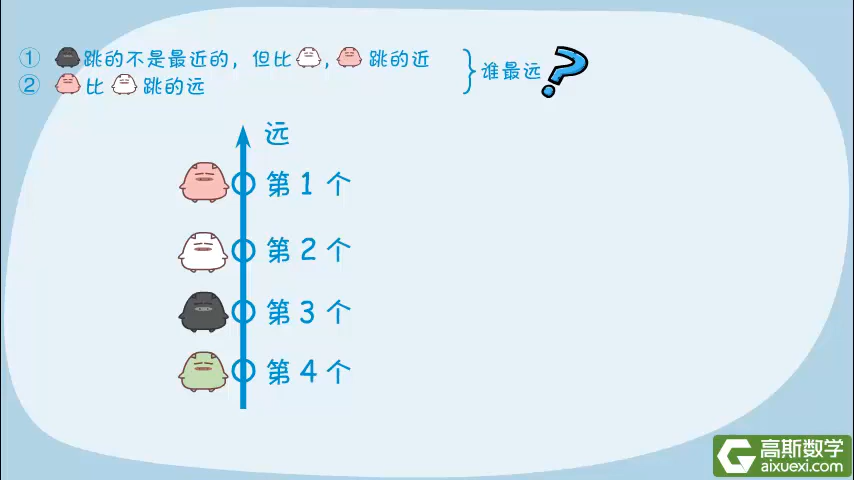 ① 跳的不是最近的，但比 ， 跳的近
② 比 跳的远
谁最远?
远
第1个
第2个
第3个
第4个
高斯数学
aixuexi.com